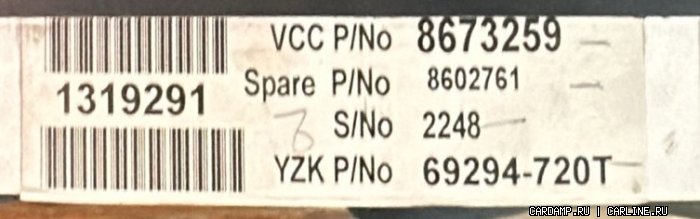 VCC P/No 8673259
1319291
Spare P/No 8602761
S/No 2248
YZK P/No 69294-720T
CARDAMP.RU | CARLINE.RU